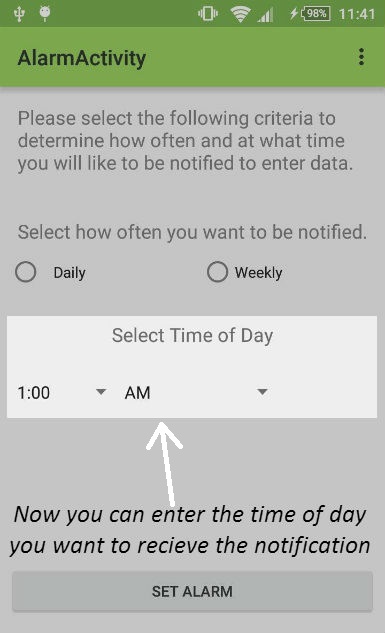 98% 11:41
AlarmActivity
Please select the following criteria to
determine how often and at what time
you will like to be notified to enter data.
Select how often you want to be notified.
Daily Weekly
Select Time of Day
1:00 AM
Now you can enter the time of day
you want to recieve the notification
SET ALARM